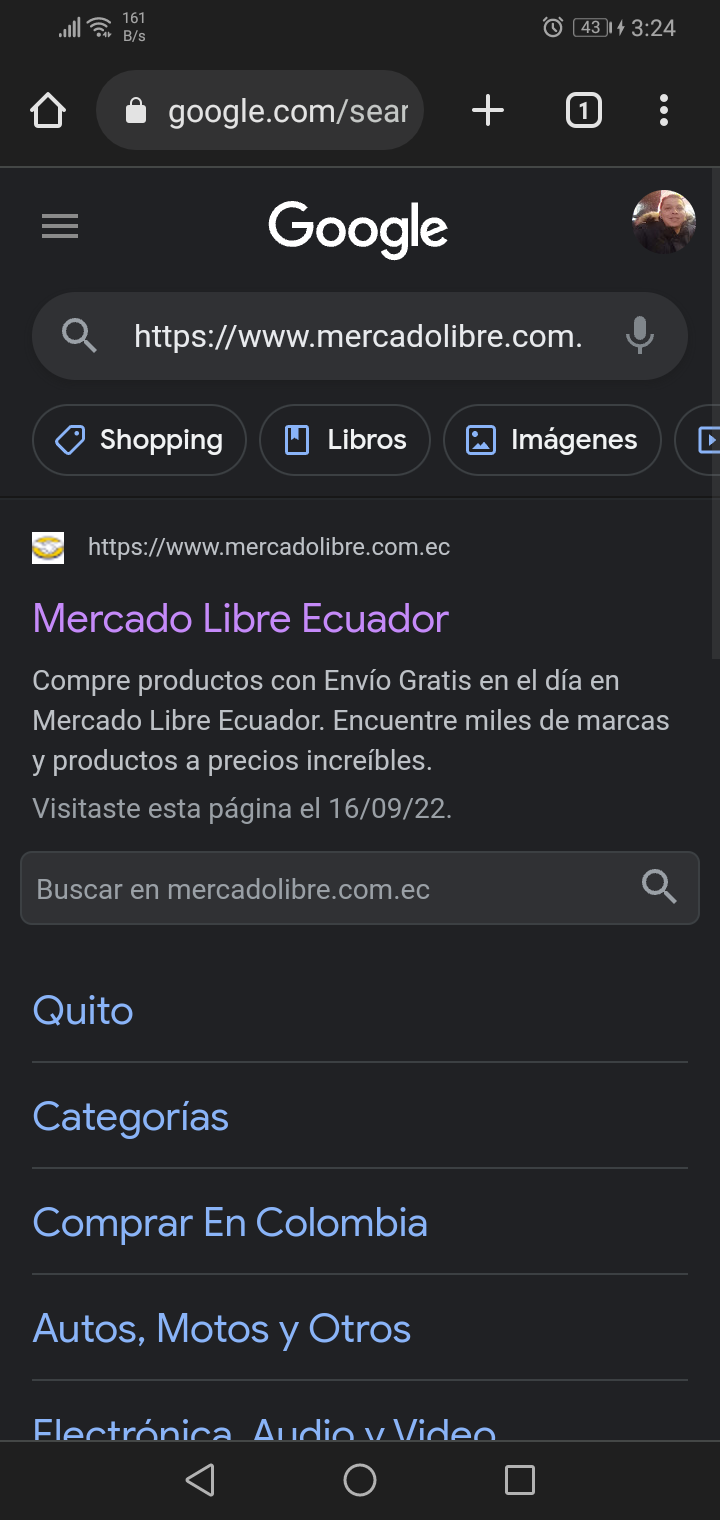 161
B/s
43
3:24
google.com/sear
1
Google
https://www.mercadolibre.com.
Shopping
Libros
Imágenes
https://www.mercadolibre.com.ec
Mercado Libre Ecuador
Compre productos con Envío Gratis en el día en
Mercado Libre Ecuador. Encuentre miles de marcas
y productos a precios increíbles.
Visitaste esta página el 16/09/22.
Buscar en mercadolibre.com.ec
Quito
Categorías
Comprar En Colombia
Autos, Motos y Otros
Electrónica, Audio y Video